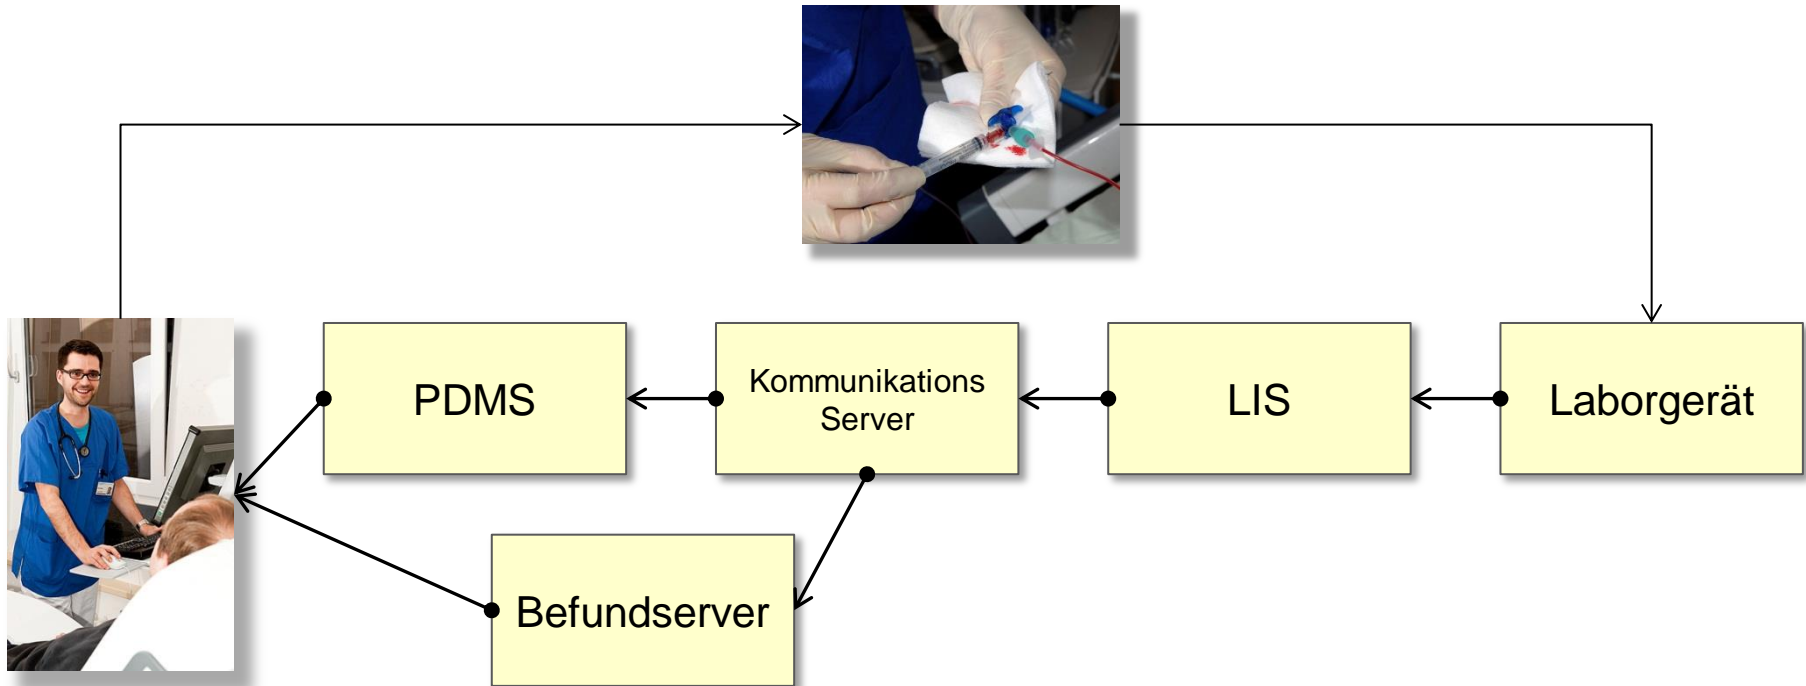 PDMS
Kommunikations
Server
LIS
Laborgerät
Befundserver